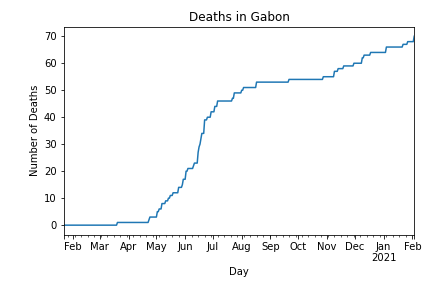 Deaths in Gabon
70
60
50
40
30
20
10
0
Number of Deaths
Feb Mar Apr May Jun Jul Aug Sep Oct Nov Dec Jan Feb
2021
Day